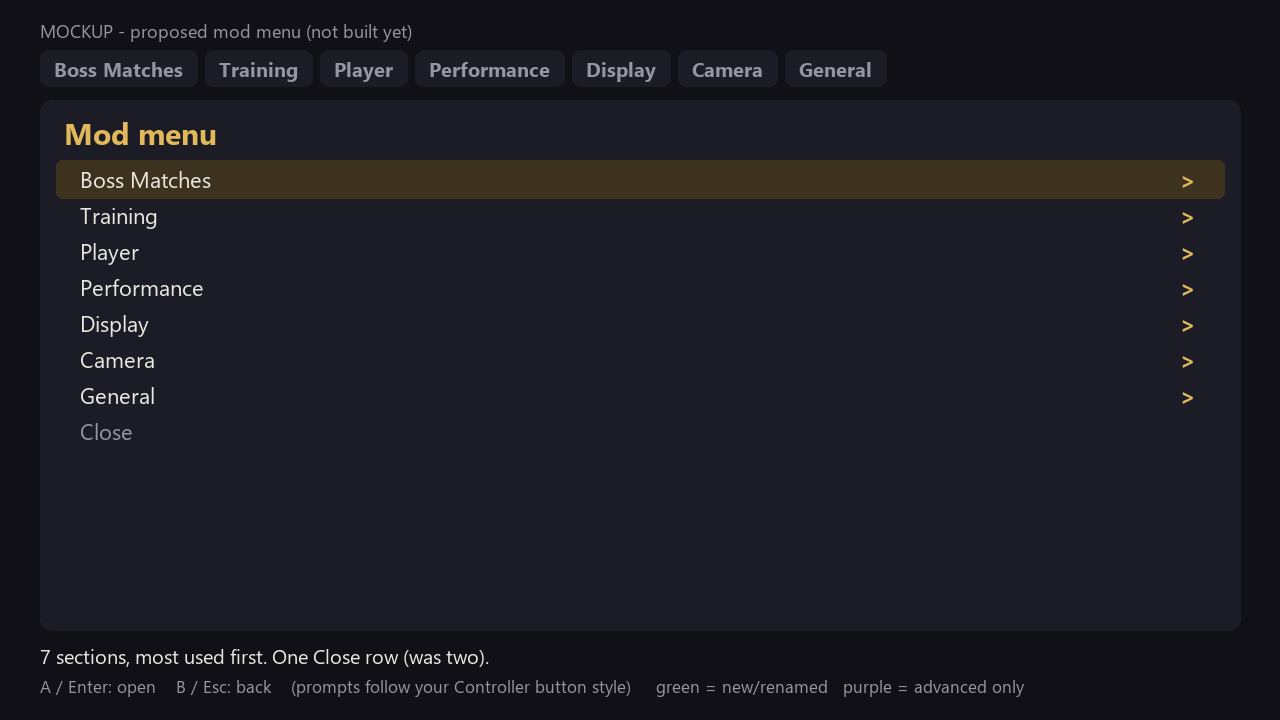 MOCKUP - proposed mod menu (not built yet)
Boss Matches Training Player Performance Display Camera General
Mod menu
Boss Matches >
Training >
Player >
Performance >
Display >
Camera >
General >
Close
7 sections, most used first. One Close row (was two).
A / Enter: open B / Esc: back (prompts follow your Controller button style) green = new/renamed purple = advanced only